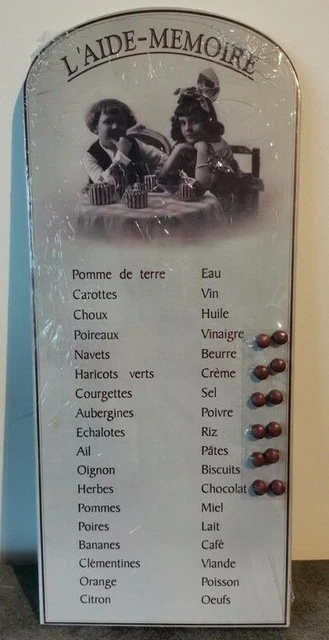 L'AIDE-MEMOIRE
Pomme de terre
Carottes
Choux
Poireaux
Navets
Haricots verts
Courgettes
Aubergines
Echalotes
Ail
Oignon
Herbes
Pommes
Poires
Bananes
Clémentines
Orange
Citron
Eau
Vin
Huile
Vinaigre
Beurre
Crème
Sel
Poivre
Riz
Pâtes
Biscuits
Chocolat
Miel
Lait
Café
Viande
Poisson
Oeufs